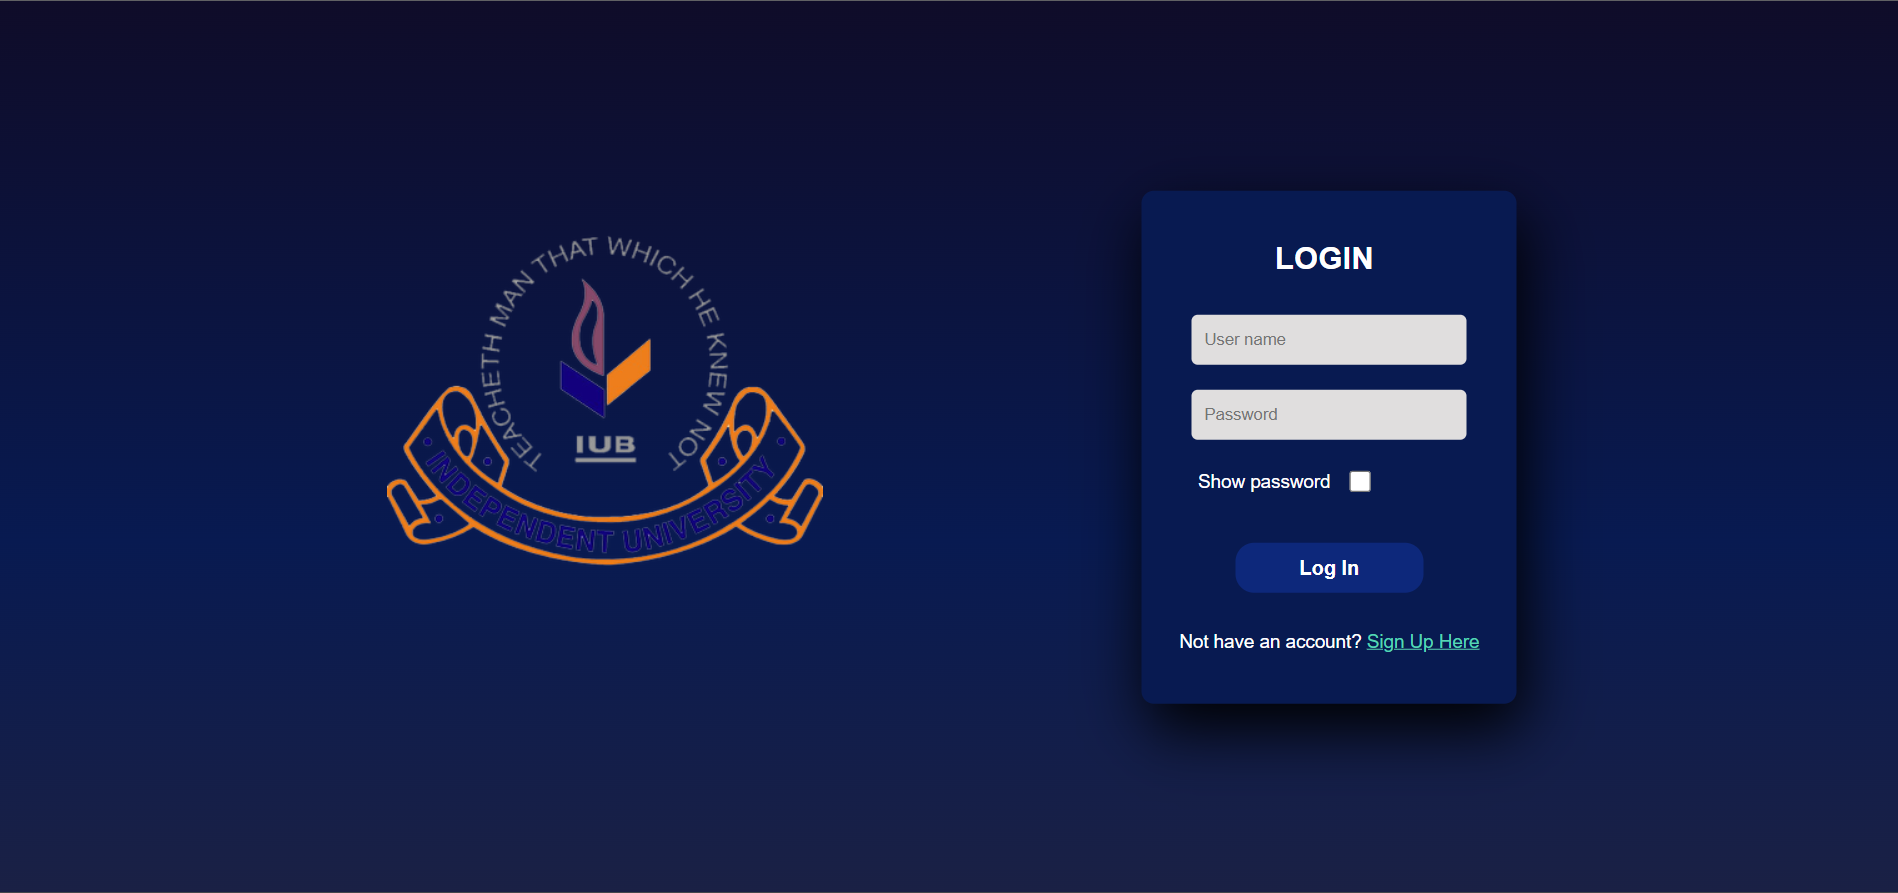 TEACHETH MAN THAT WHICH HE KNEW NOT
IUB
INDEPENDENT UNIVERSITY
LOGIN
User name
Password
Show password
Log In
Not have an account? Sign Up Here